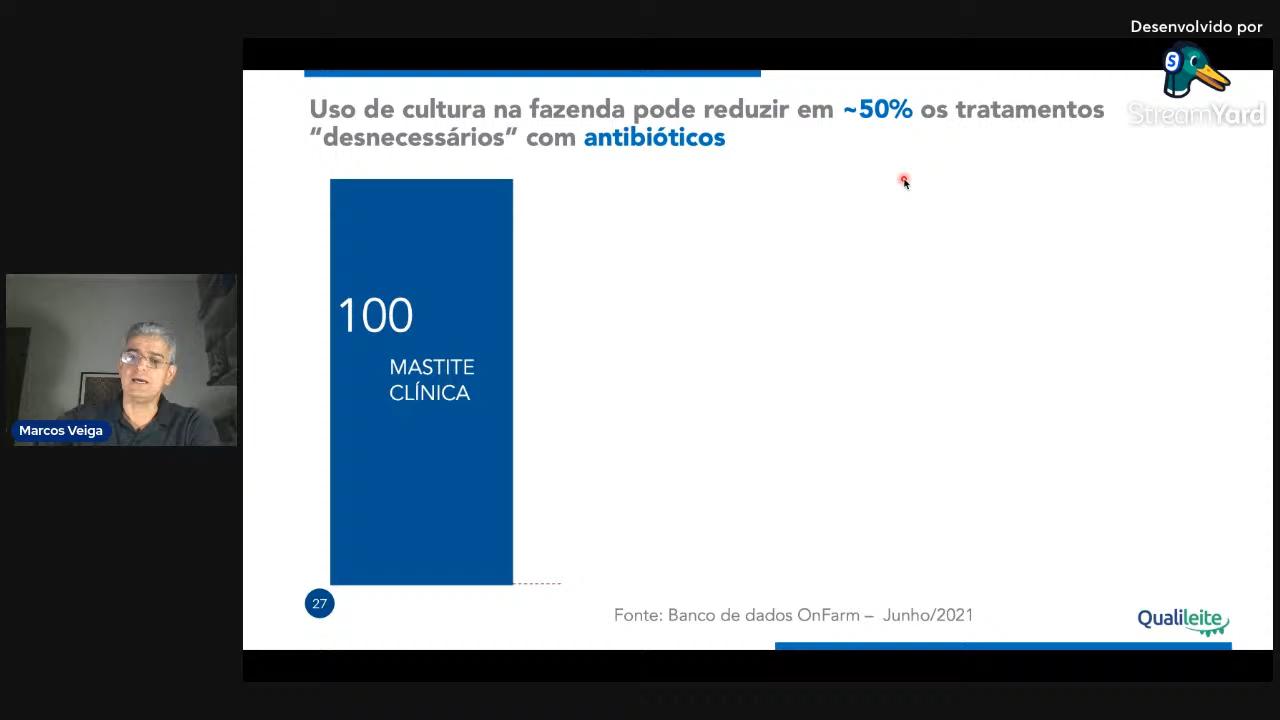 Desenvolvido por
S
StreamYard
Uso de cultura na fazenda pode reduzir em ~50% os tratamentos
“desnecessários” com antibióticos
100
MASTITE
CLÍNICA
Marcos Veiga
27
Fonte: Banco de dados OnFarm – Junho/2021
Qualileite